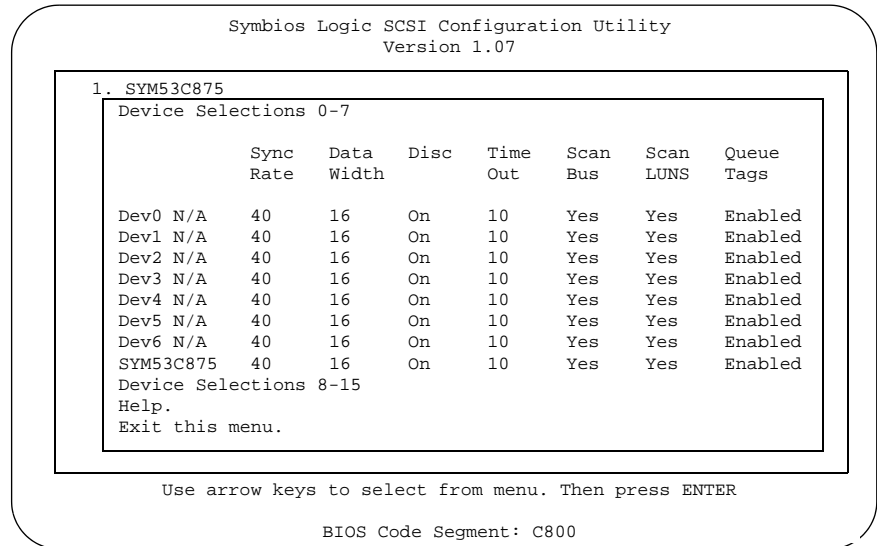 Symbios Logic SCSI Configuration Utility
Version 1.07
1. SYM53C875
Device Selections 0-7
Sync Data Disc Time Scan Scan Queue
Rate Width Out Bus LUNS Tags
Dev0 N/A 40 16 On 10 Yes Yes Enabled
Dev1 N/A 40 16 On 10 Yes Yes Enabled
Dev2 N/A 40 16 On 10 Yes Yes Enabled
Dev3 N/A 40 16 On 10 Yes Yes Enabled
Dev4 N/A 40 16 On 10 Yes Yes Enabled
Dev5 N/A 40 16 On 10 Yes Yes Enabled
Dev6 N/A 40 16 On 10 Yes Yes Enabled
SYM53C875 40 16 On 10 Yes Yes Enabled
Device Selections 8-15
Help.
Exit this menu.
Use arrow keys to select from menu. Then press ENTER
BIOS Code Segment: C800